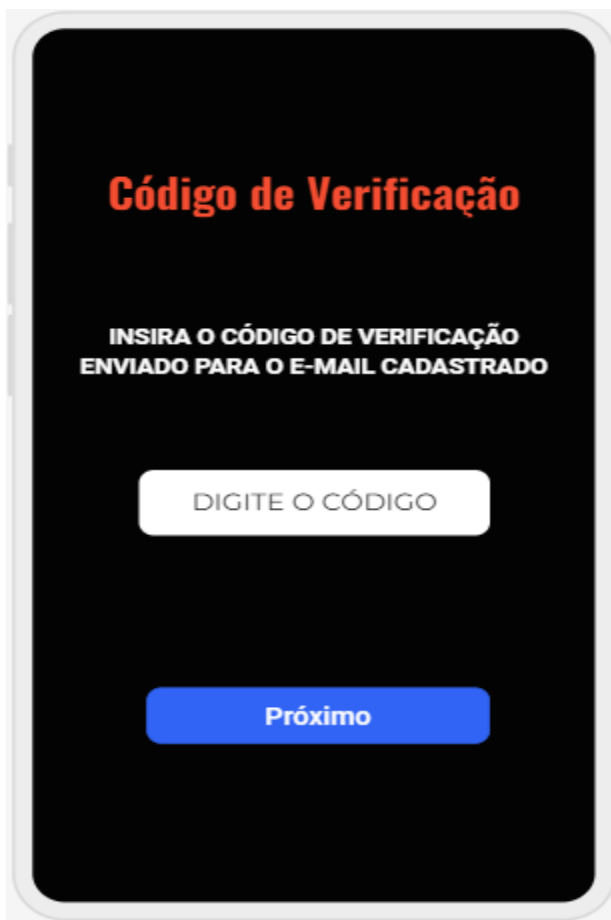 Código de Verificação
INSIRA O CÓDIGO DE VERIFICAÇÃO
ENVIADO PARA O E-MAIL CADASTRADO
DIGITE O CÓDIGO
Próximo